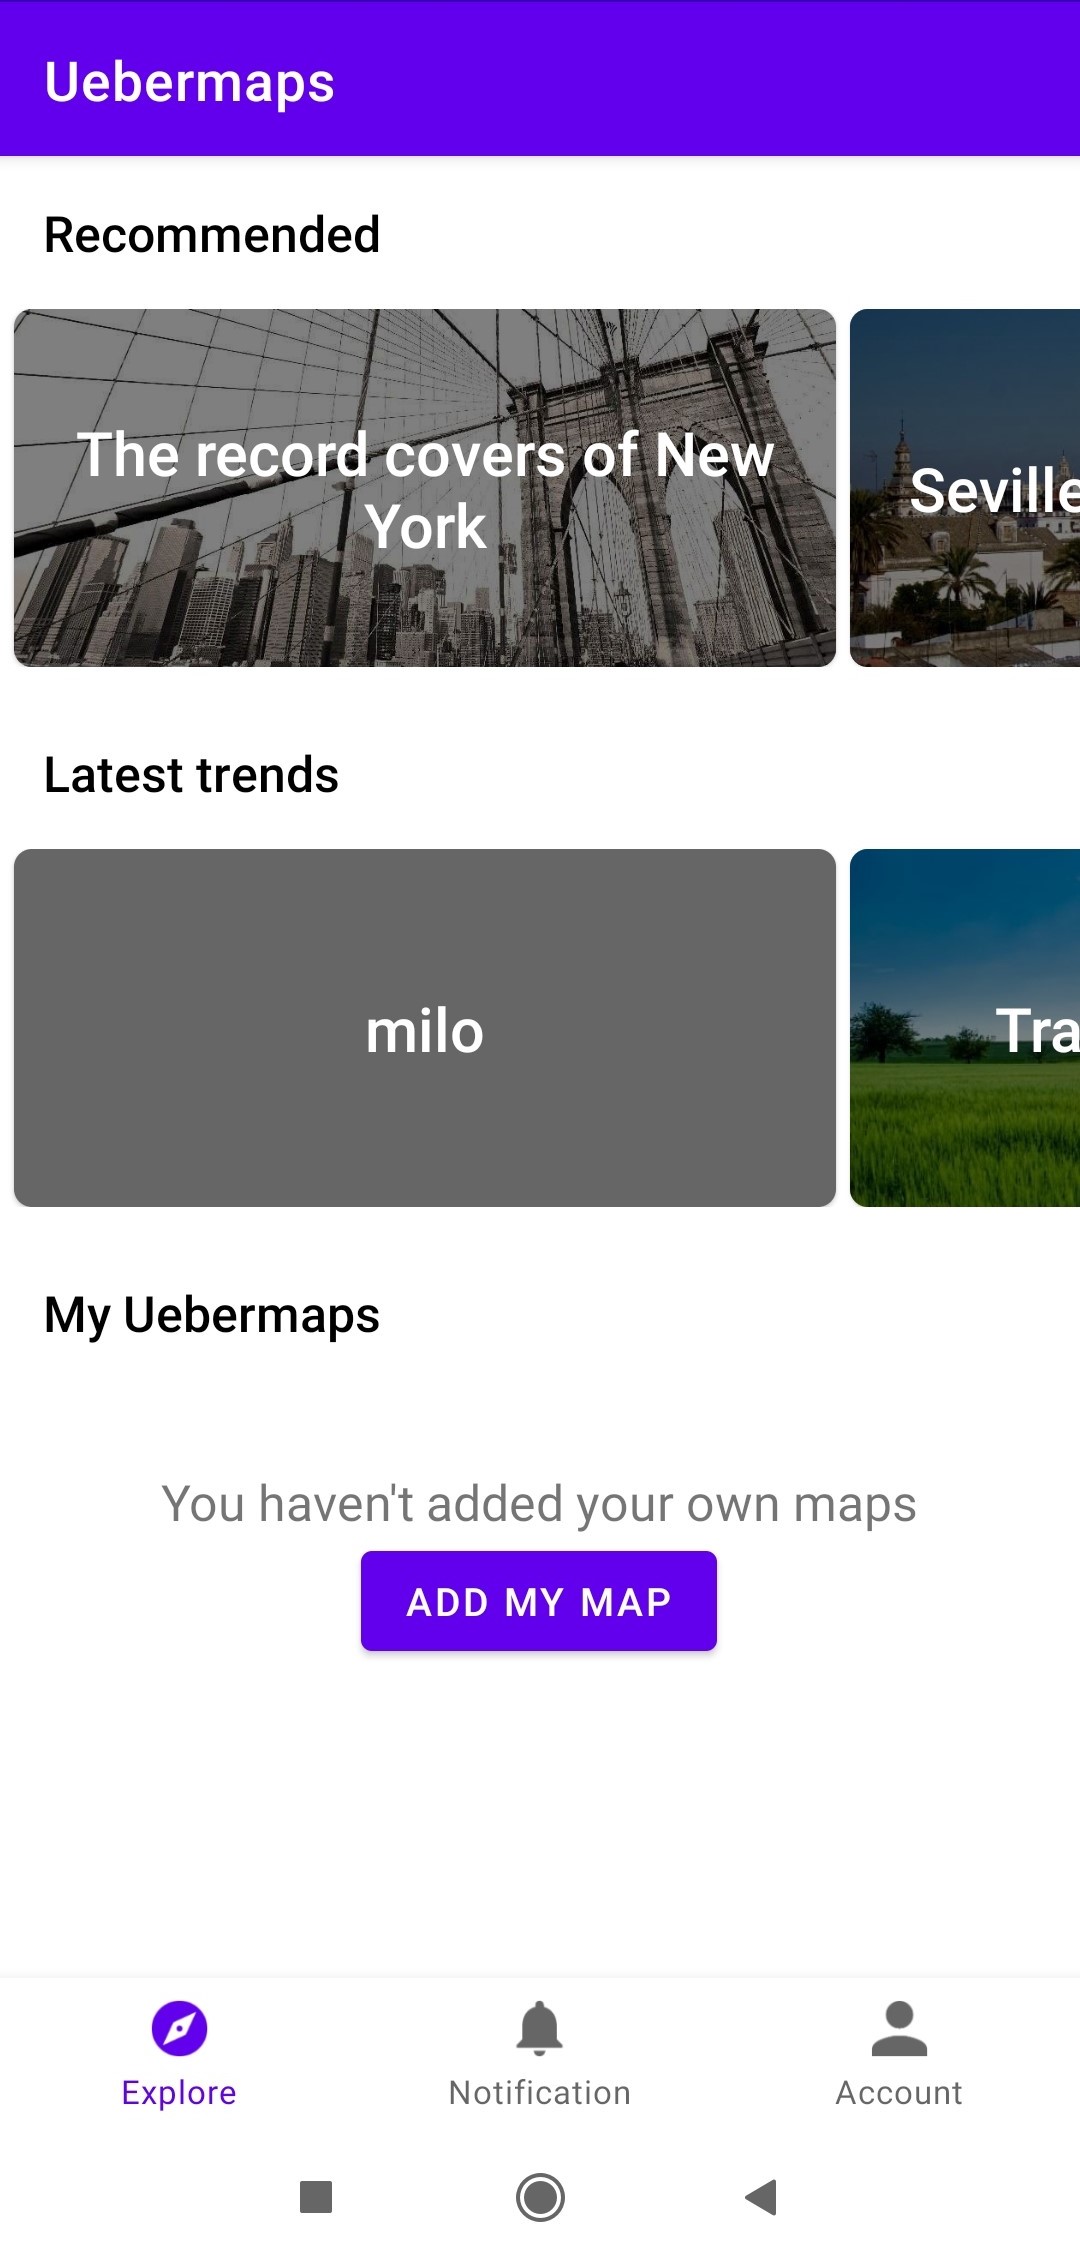 Uebermaps
Recommended
The record covers of New
York
Seville
Latest trends
milo
Tra
My Uebermaps
You haven't added your own maps
ADD MY MAP
Explore
Notification
Account